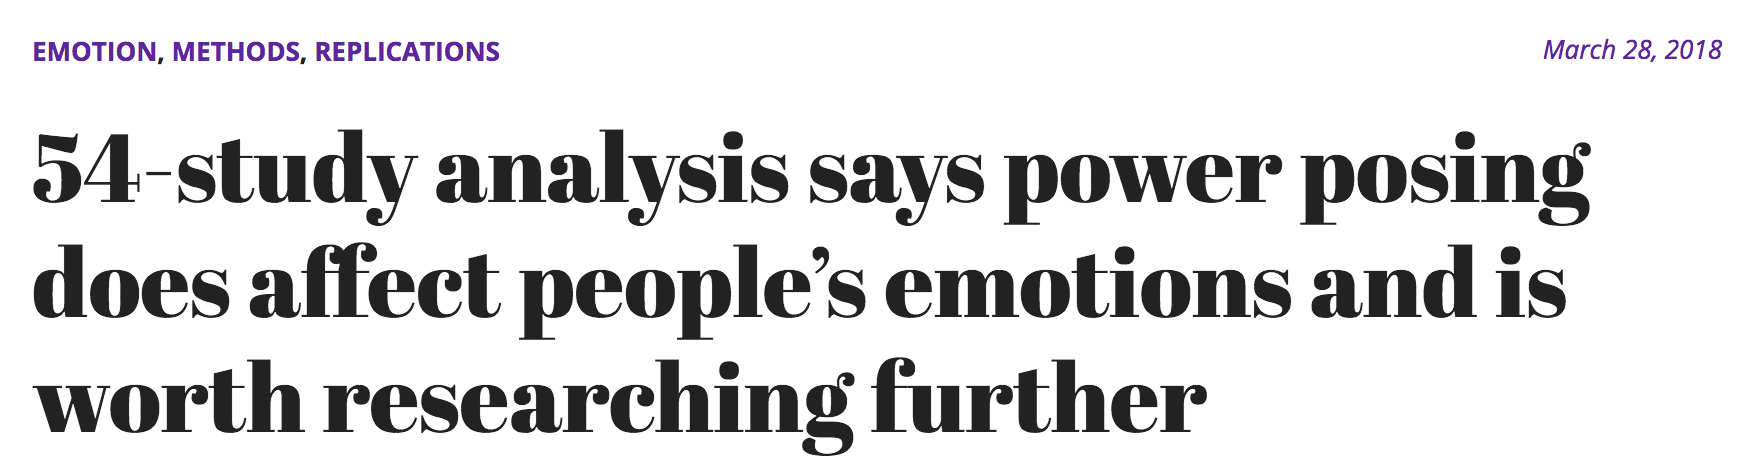 EMOTION, METHODS, REPLICATIONS
March 28, 2018
54-study analysis says power posing
does affect people’s emotions and is
worth researching further